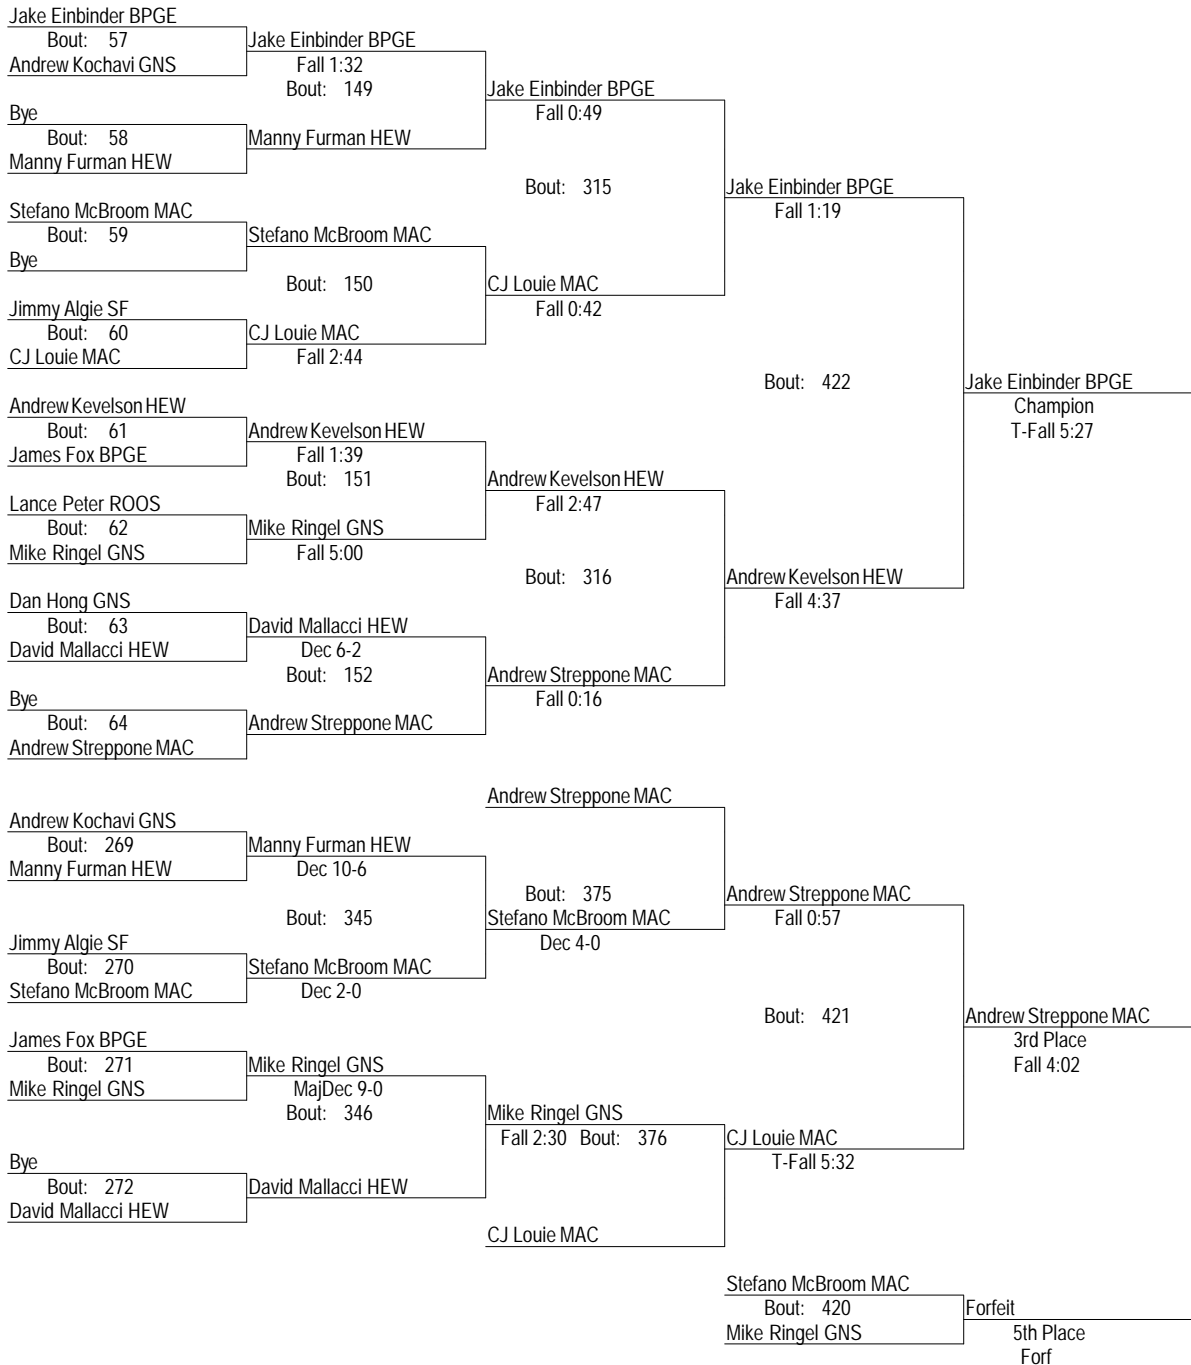 Jake Einbinder BPGE
Bout: 57
Jake Einbinder BPGE
Andrew Kochavi GNS
Fall 1:32
Bout: 149
Jake Einbinder BPGE
Bye
Fall 0:49
Bout: 58
Manny Furman HEW
Manny Furman HEW
Bout: 315
Jake Einbinder BPGE
Stefano McBroom MAC
Fall 1:19
Bout: 59
Stefano McBroom MAC
Bye
Bout: 150
CJ Louie MAC
Jimmy Algie SF
Fall 0:42
Bout: 60
CJ Louie MAC
CJ Louie MAC
Fall 2:44
Bout: 422
Jake Einbinder BPGE
Andrew Kevelson HEW
Champion
Bout: 61
Andrew Kevelson HEW
T-Fall 5:27
James Fox BPGE
Fall 1:39
Bout: 151
Andrew Kevelson HEW
Lance Peter ROOS
Fall 2:47
Bout: 62
Mike Ringel GNS
Mike Ringel GNS
Fall 5:00
Bout: 316
Andrew Kevelson HEW
Dan Hong GNS
Fall 4:37
Bout: 63
David Mallacci HEW
David Mallacci HEW
Dec 6-2
Bout: 152
Andrew Streppone MAC
Bye
Fall 0:16
Bout: 64
Andrew Streppone MAC
Andrew Streppone MAC
Andrew Streppone MAC
Andrew Kochavi GNS
Bout: 269
Manny Furman HEW
Manny Furman HEW
Dec 10-6
Bout: 375
Andrew Streppone MAC
Bout: 345
Stefano McBroom MAC
Fall 0:57
Jimmy Algie SF
Dec 4-0
Bout: 270
Stefano McBroom MAC
Stefano McBroom MAC
Dec 2-0
Bout: 421
Andrew Streppone MAC
James Fox BPGE
3rd Place
Bout: 271
Mike Ringel GNS
Fall 4:02
Mike Ringel GNS
MajDec 9-0
Bout: 346
Mike Ringel GNS
Fall 2:30 Bout: 376
CJ Louie MAC
Bye
T-Fall 5:32
Bout: 272
David Mallacci HEW
David Mallacci HEW
CJ Louie MAC
Stefano McBroom MAC
Bout: 420
Forfeit
Mike Ringel GNS
5th Place
Forf